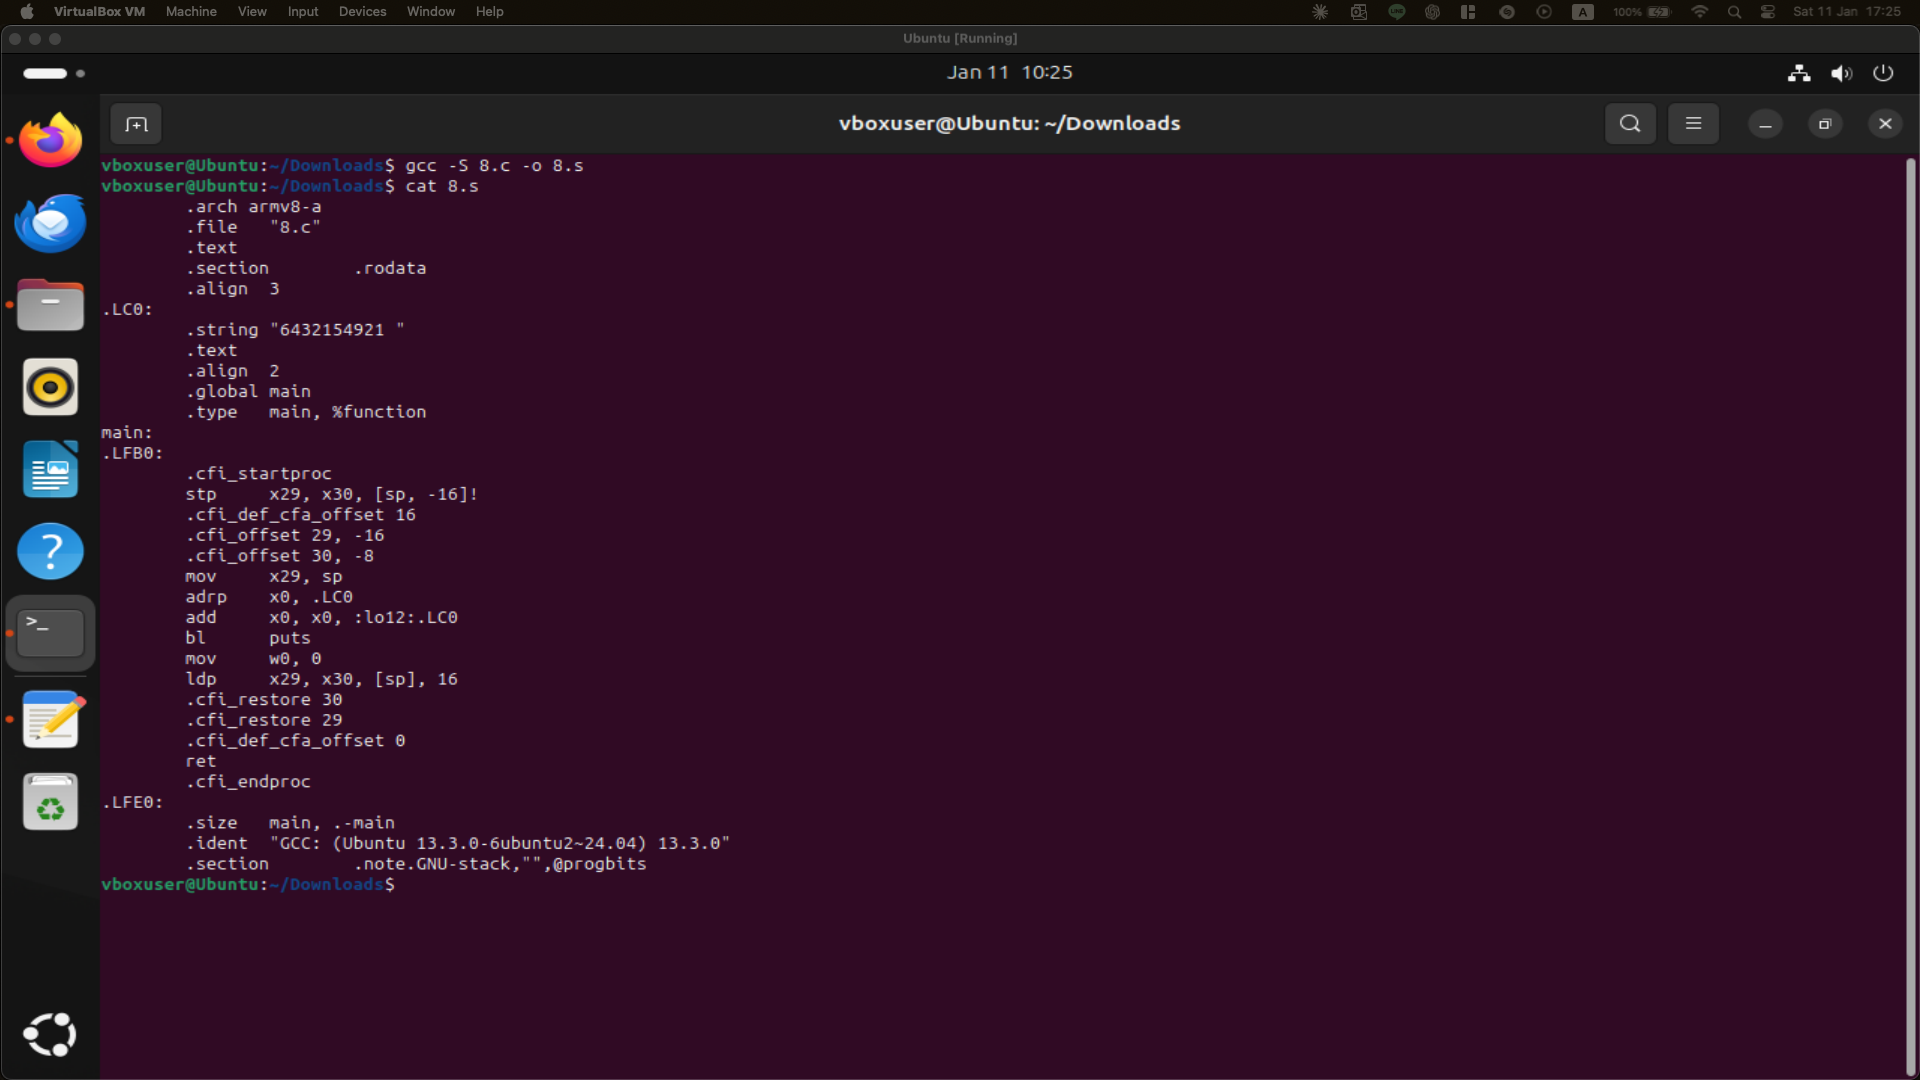 VirtualBox VM Machine View Input Devices Window Help A 100% Sat 11 Jan 17:25
Ubuntu [Running]
Jan 11 10:25
vboxuser@Ubuntu: ~/Downloads
vboxuser@Ubuntu:~/Downloads$ gcc -S 8.c -o 8.s
vboxuser@Ubuntu:~/Downloads$ cat 8.s
.arch armv8-a
.file "8.c"
.text
.section .rodata
.align 3
.LC0:
.string "6432154921 "
.text
.align 2
.global main
.type main, %function
main:
.LFB0:
.cfi_startproc
stp x29, x30, [sp, -16]!
.cfi_def_cfa_offset 16
.cfi_offset 29, -16
.cfi_offset 30, -8
mov x29, sp
adrp x0, .LC0
add x0, x0, :lo12:.LC0
bl puts
mov w0, 0
ldp x29, x30, [sp], 16
.cfi_restore 30
.cfi_restore 29
.cfi_def_cfa_offset 0
ret
.cfi_endproc
.LFE0:
.size main, .-main
.ident "GCC: (Ubuntu 13.3.0-6ubuntu2~24.04) 13.3.0"
.section .note.GNU-stack,"",@progbits
vboxuser@Ubuntu:~/Downloads$